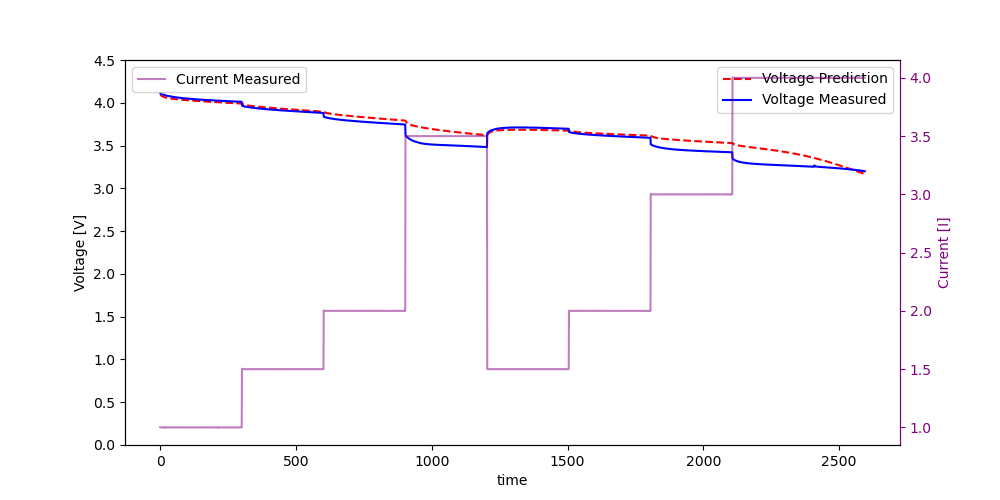 Current Measured
Voltage Prediction
Voltage Measured
4.5
4.0
3.5
3.0
2.5
2.0
1.5
1.0
0.5
0.0
Voltage [V]
4.0
3.5
3.0
2.5
2.0
1.5
1.0
Current [I]
0 500 1000 1500 2000 2500
time